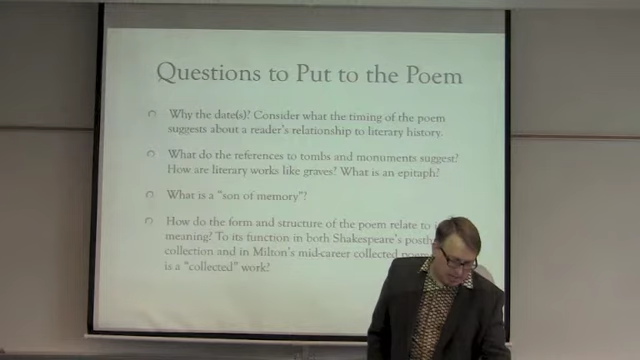 Questions to Put to the Poem
Why the date(s)? Consider what the timing of the poem
suggests about a reader's relationship to literary history.
What do the references to tombs and monuments suggest?
How are literary works like graves? What is an epitaph?
What is a "son of memory"?
How do the form and structure of the poem relate to
meaning? To its function in both Shakespeare's
collection and in Milton's mid-career collected
is a "collected" work?